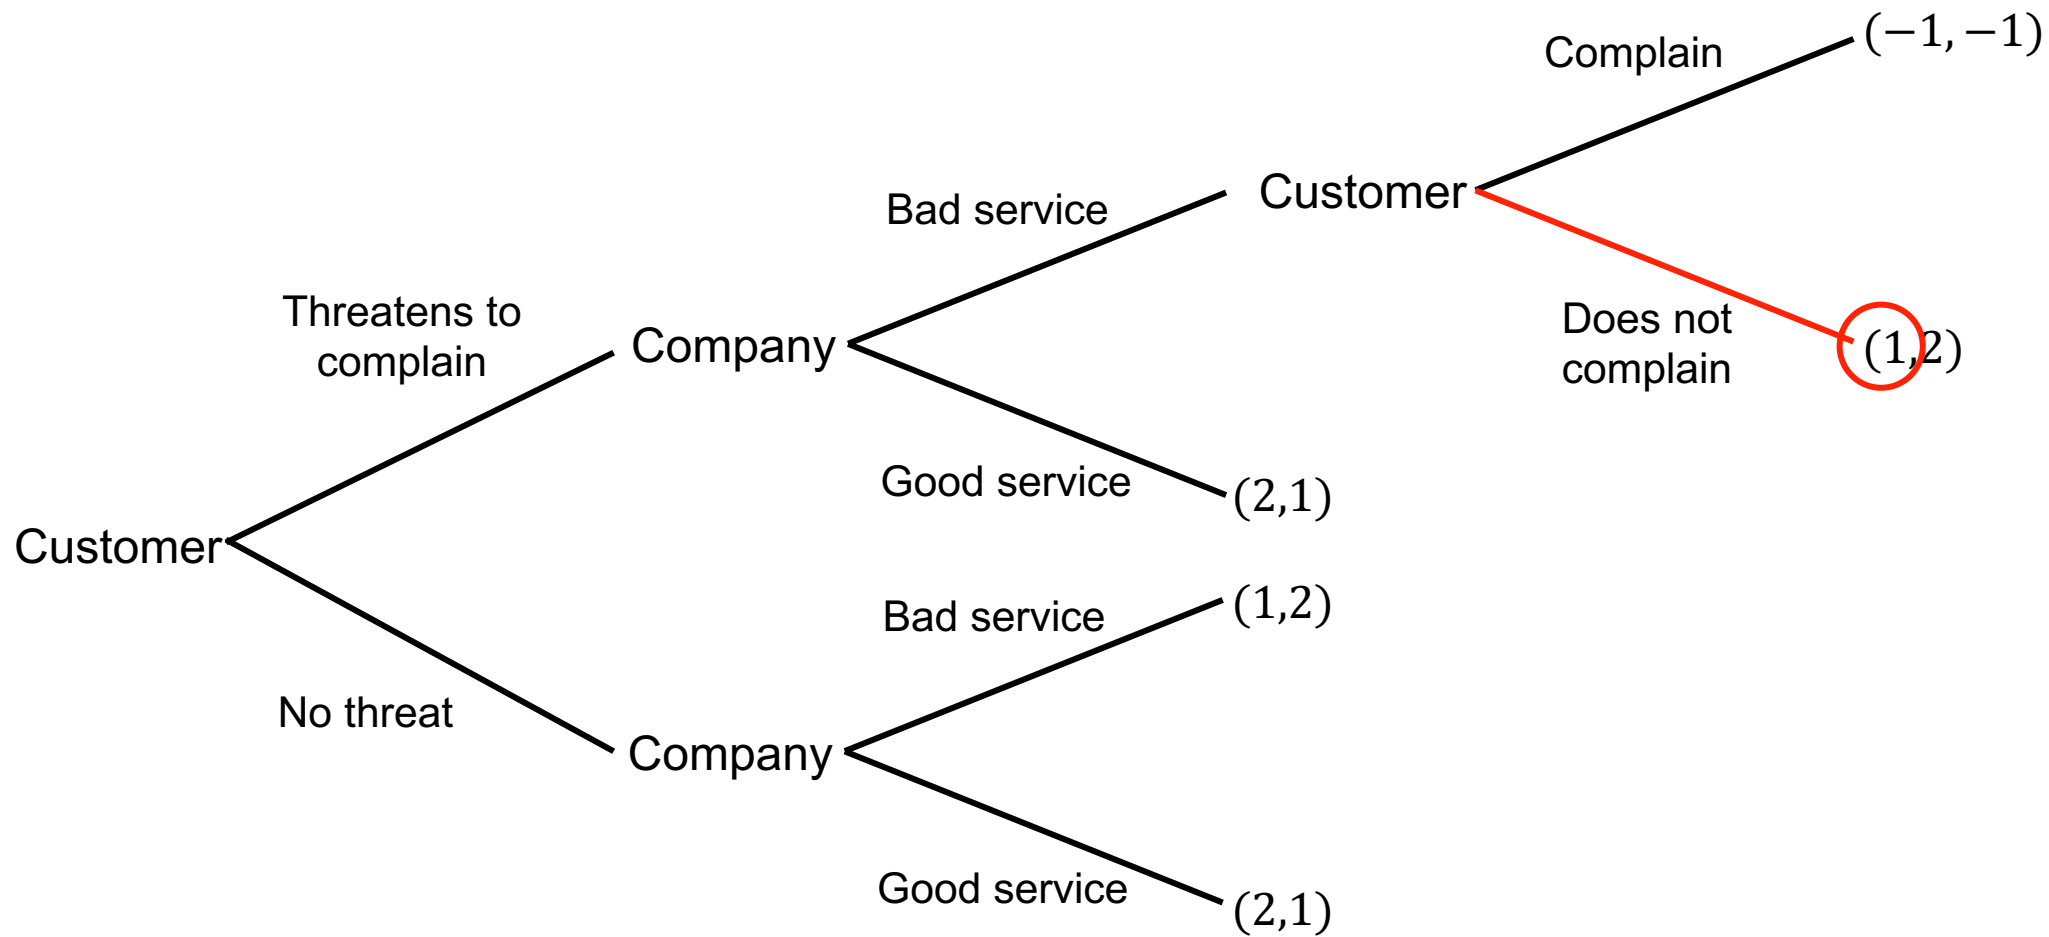 (−1, −1)
Complain
Customer
Bad service
Threatens to
complain
Company
Does not
complain
(1,2)
Good service
(2,1)
Customer
Bad service
(1,2)
No threat
Company
Good service
(2,1)